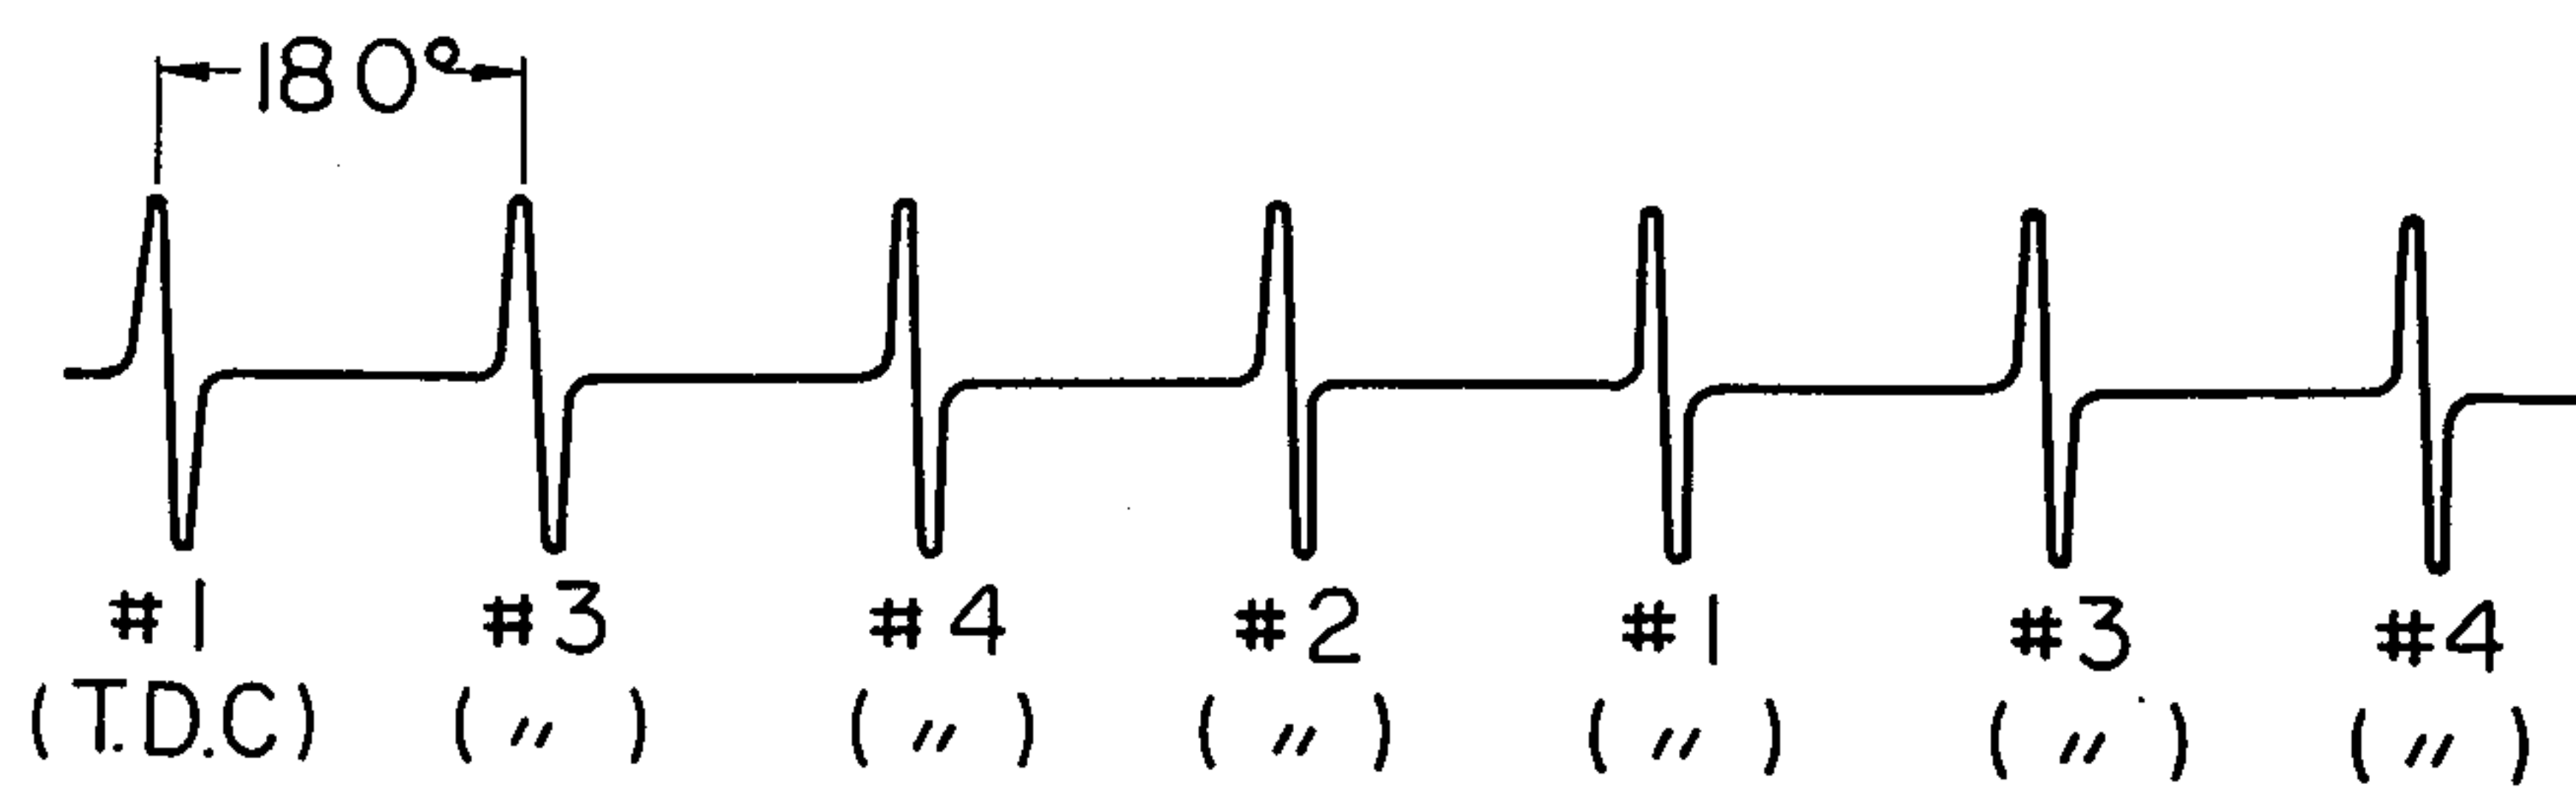 180°
#1 #3 #4 #2 #1 #3 #4
(T.D.C) (〃 ) ( 〃 ) ( 〃 ) ( 〃 ) ( 〃 ) ( 〃 )